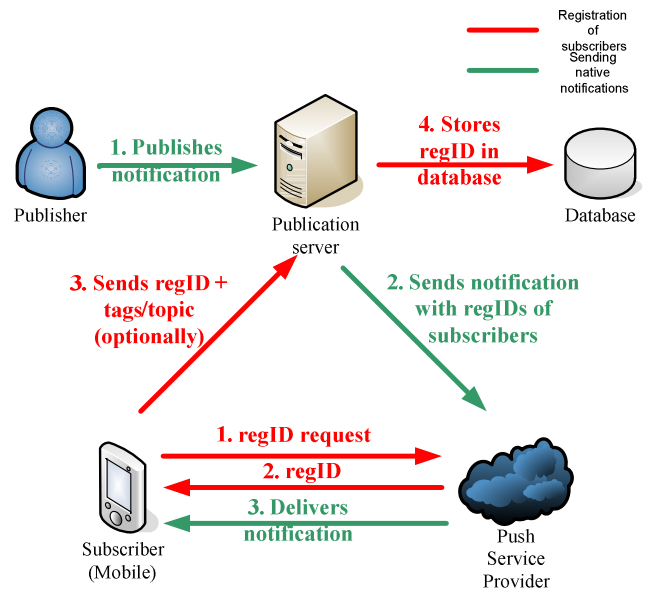 Registration
of
subscribers
Sending
native
notifications
1. Publishes
notification
4. Stores
regID in
database
Publisher
Publication
server
Database
3. Sends regID +
tags/topic
(optionally)
2. Sends notification
with regIDs of
subscribers
1. regID request
2. regID
3. Delivers
notification
Subscriber
(Mobile)
Push
Service
Provider